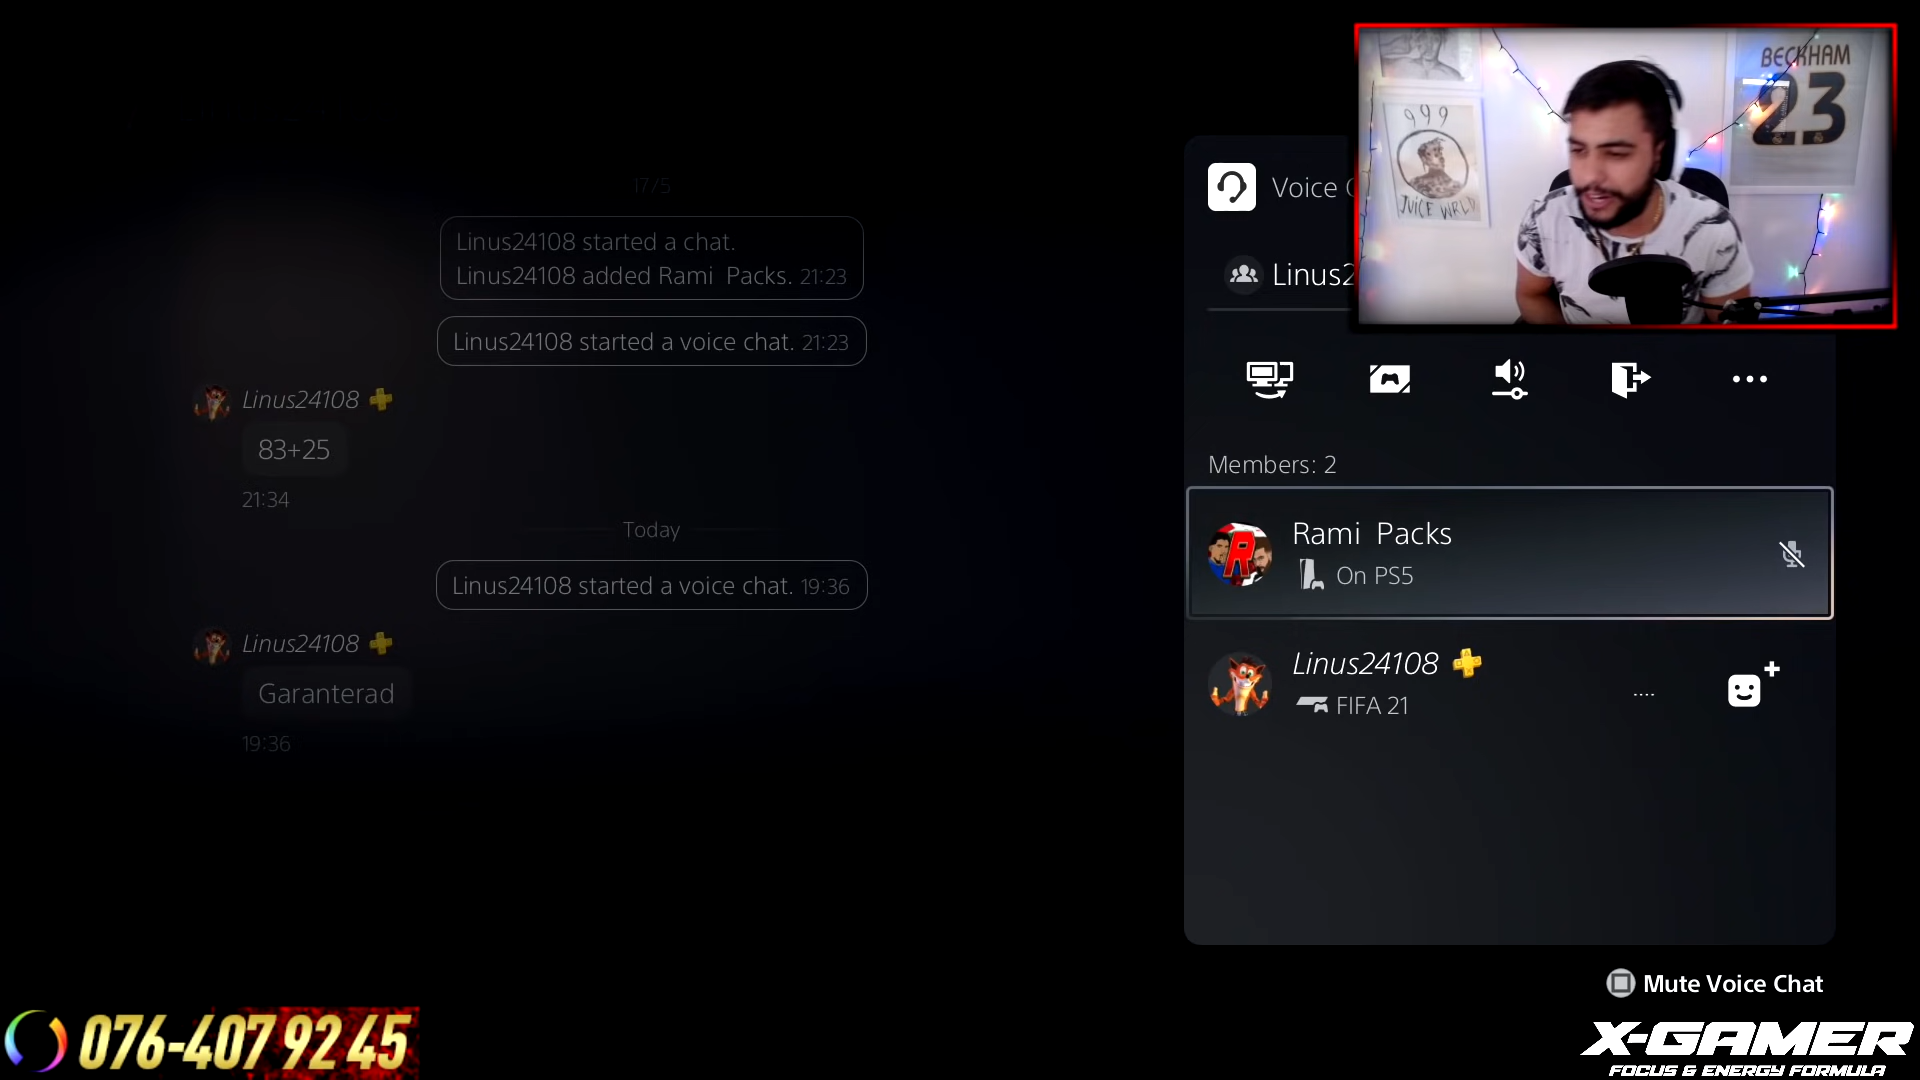 17/5
Linus24108 started a chat.
Linus24108 added Rami Packs. 21:23
Linus24108 started a voice chat. 21:23
Linus24108
83+25
21:34
Today
Linus24108 started a voice chat. 19:36
Linus24108
Garanterad
19:36
Voice
Linus2
Members: 2
Rami Packs
On PS5
Linus24108
FIFA 21
Mute Voice Chat
BECKHAM
23
999
JUICE WRLD
076-407 92 45
X-GAMER
FOCUS & ENERGY FORMULA